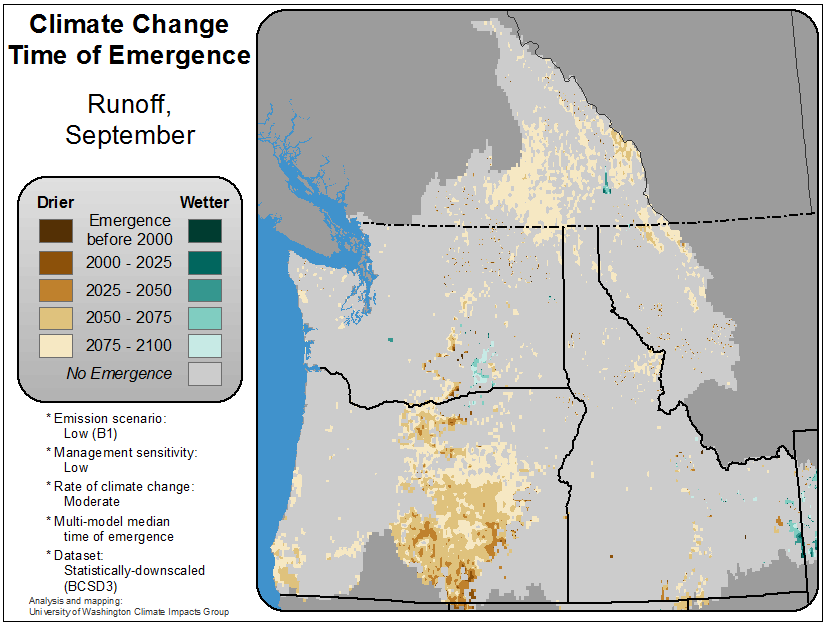 Climate Change
Time of Emergence
Runoff,
September
Drier Wetter
Emergence
before 2000
2000 - 2025
2025 - 2050
2050 - 2075
2075 - 2100
No Emergence
* Emission scenario:
Low (B1)
* Management sensitivity:
Low
* Rate of climate change:
Moderate
* Multi-model median
time of emergence
* Dataset:
Statistically-downscaled
(BCSD3)
Analysis and mapping:
University of Washington Climate Impacts Group